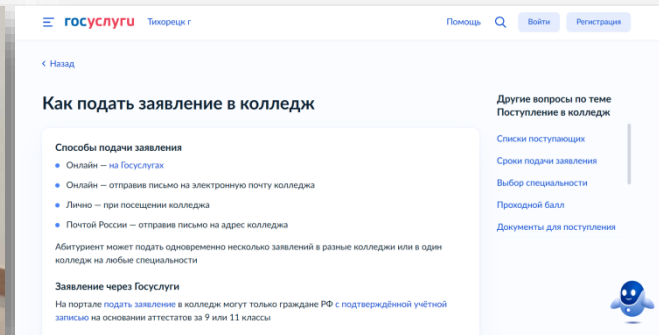 госуслуги Тихорецк г Помощь Войти Регистрация
< Назад
Как подать заявление в колледж
Способы подачи заявления
• Онлайн — на Госуслугах
• Онлайн — отправив письмо на электронную почту колледжа
• Лично — при посещении колледжа
• Почтой России — отправив письмо на адрес колледжа
Абитуриент может подать одновременно несколько заявлений в разные колледжи или в один
колледж на любые специальности
Заявление через Госуслуги
На портале подать заявление в колледж могут только граждане РФ с подтверждённой учётной
записью на основании аттестатов за 9 или 11 классы
Другие вопросы по теме
Поступление в колледж
Списки поступающих
Сроки подачи заявления
Выбор специальности
Проходной балл
Документы для поступления